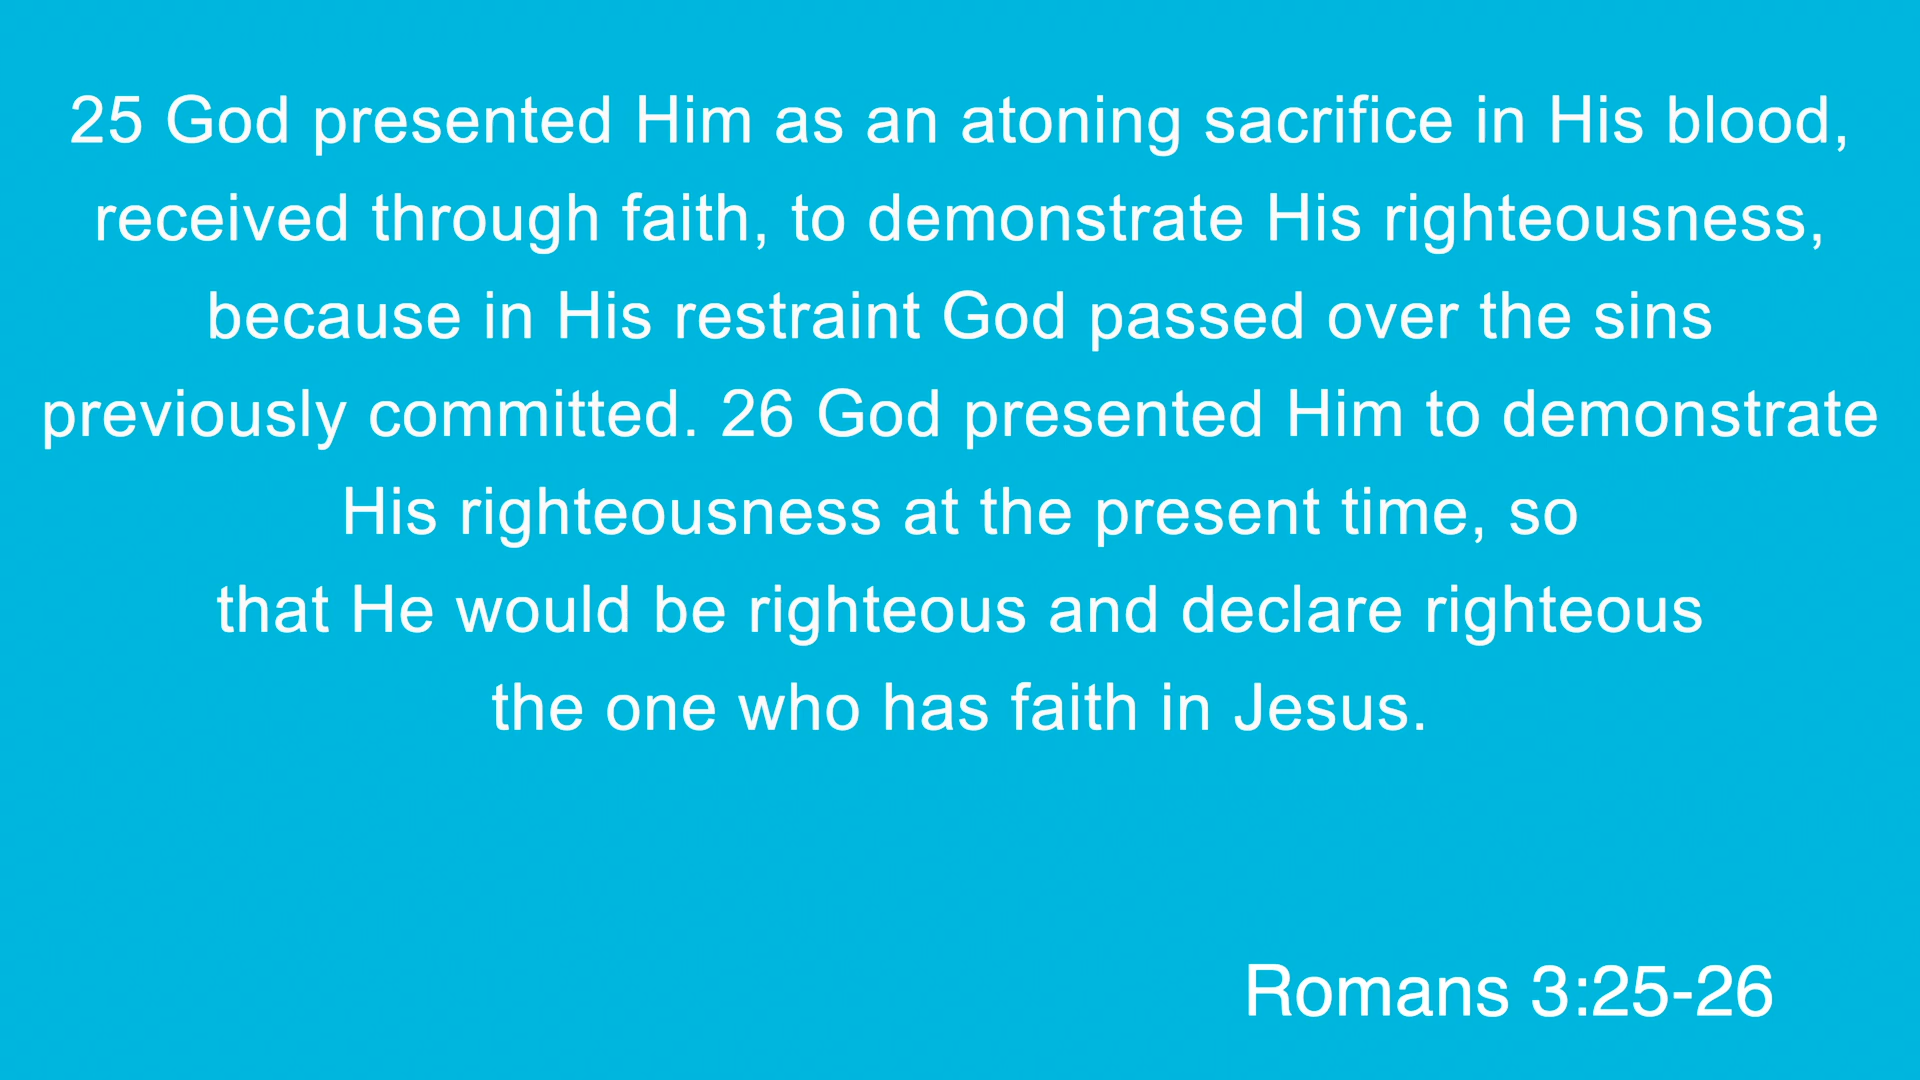 25 God presented Him as an atoning sacrifice in His blood,
received through faith, to demonstrate His righteousness,
because in His restraint God passed over the sins
previously committed. 26 God presented Him to demonstrate
His righteousness at the present time, so
that He would be righteous and declare righteous
the one who has faith in Jesus.
Romans 3:25-26